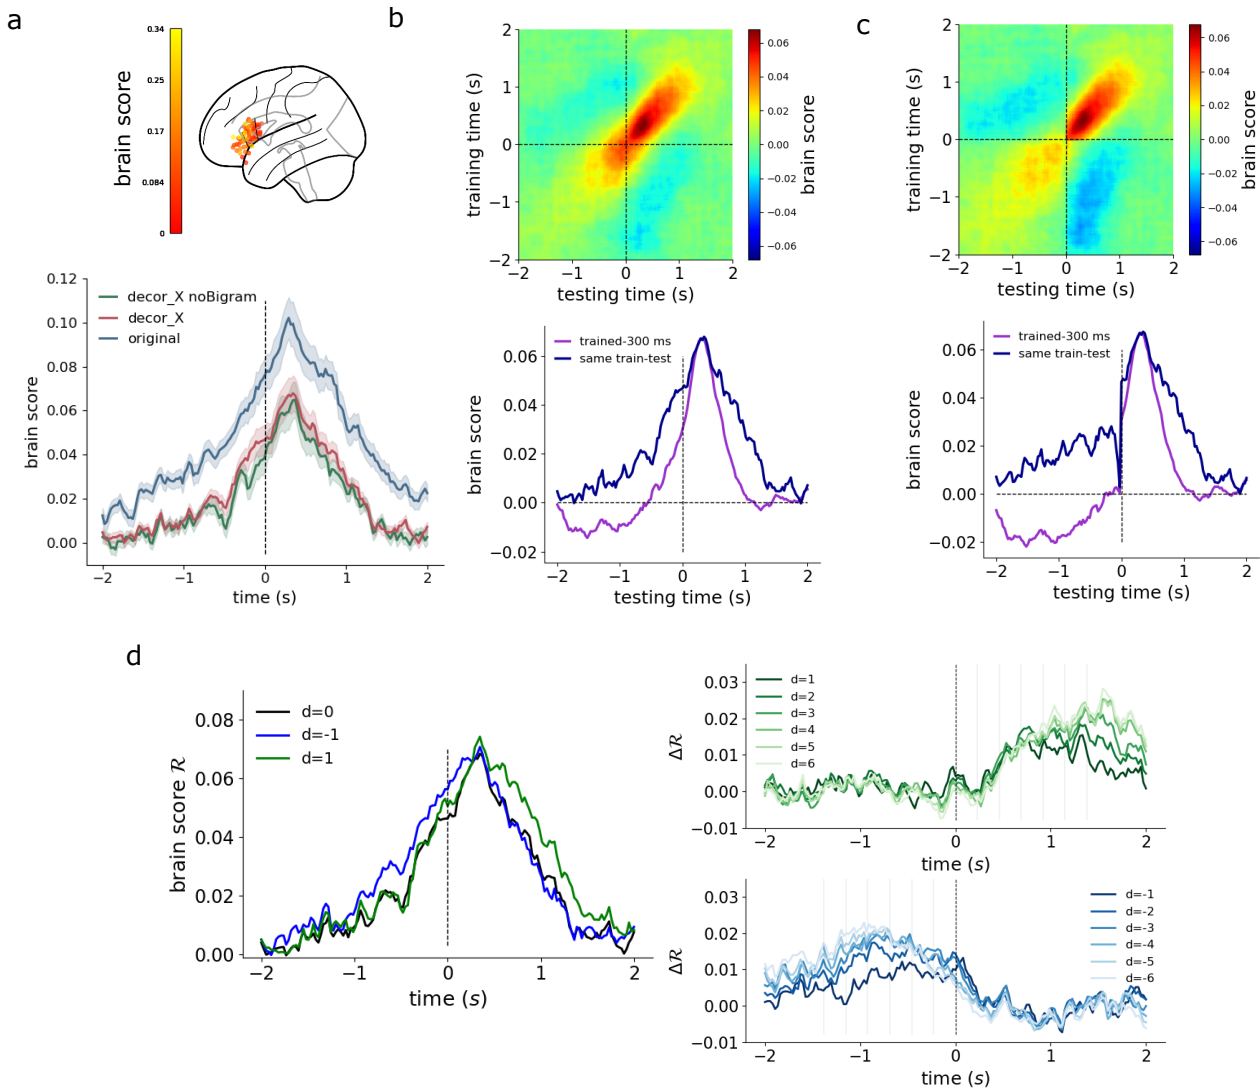 a
brain score
0.34
0.25
0.17
0.084
0
0.12
0.10
0.08
0.06
0.04
0.02
0.00
brain score
decor_X noBigram
decor_X
original
−2
−1
0
1
2
time (s)
b
training time (s)
2
1
0
−1
−2
−2
−1
0
1
2
testing time (s)
0.06
0.04
0.02
0.00
−0.02
−0.04
−0.06
brain score
brain score
0.06
0.04
0.02
0.00
−0.02
trained-300 ms
same train-test
−2
−1
0
1
2
testing time (s)
c
training time (s)
2
1
0
−1
−2
−2
−1
0
1
2
testing time (s)
0.06
0.04
0.02
0.00
−0.02
−0.04
−0.06
brain score
brain score
0.06
0.04
0.02
0.00
−0.02
trained-300 ms
same train-test
−2
−1
0
1
2
testing time (s)
d
brain score R
0.08
0.06
0.04
0.02
0.00
d=0
d=-1
d=1
−2
−1
0
1
2
time (s)
ΔR
0.03
0.02
0.01
0.00
−0.01
d=1
d=2
d=3
d=4
d=5
d=6
−2
−1
0
1
2
time (s)
ΔR
0.03
0.02
0.01
0.00
−0.01
d=-1
d=-2
d=-3
d=-4
d=-5
d=-6
−2
−1
0
1
2
time (s)